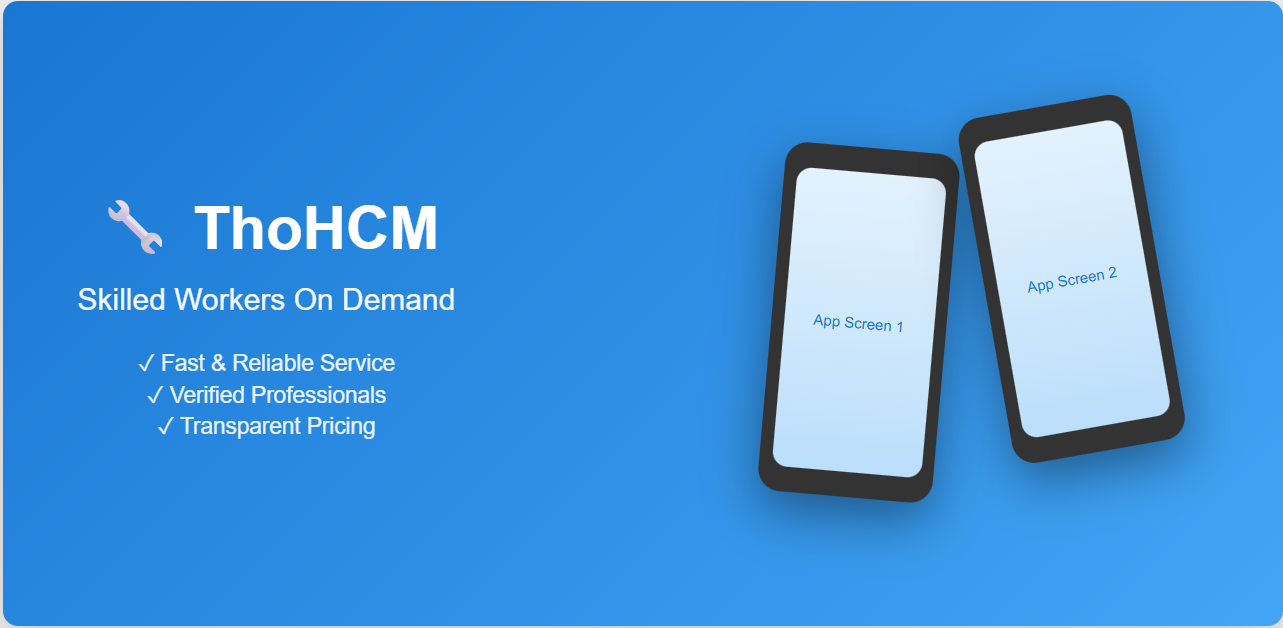 ThoHCM
Skilled Workers On Demand
✓ Fast & Reliable Service
✓ Verified Professionals
✓ Transparent Pricing
App Screen 1
App Screen 2